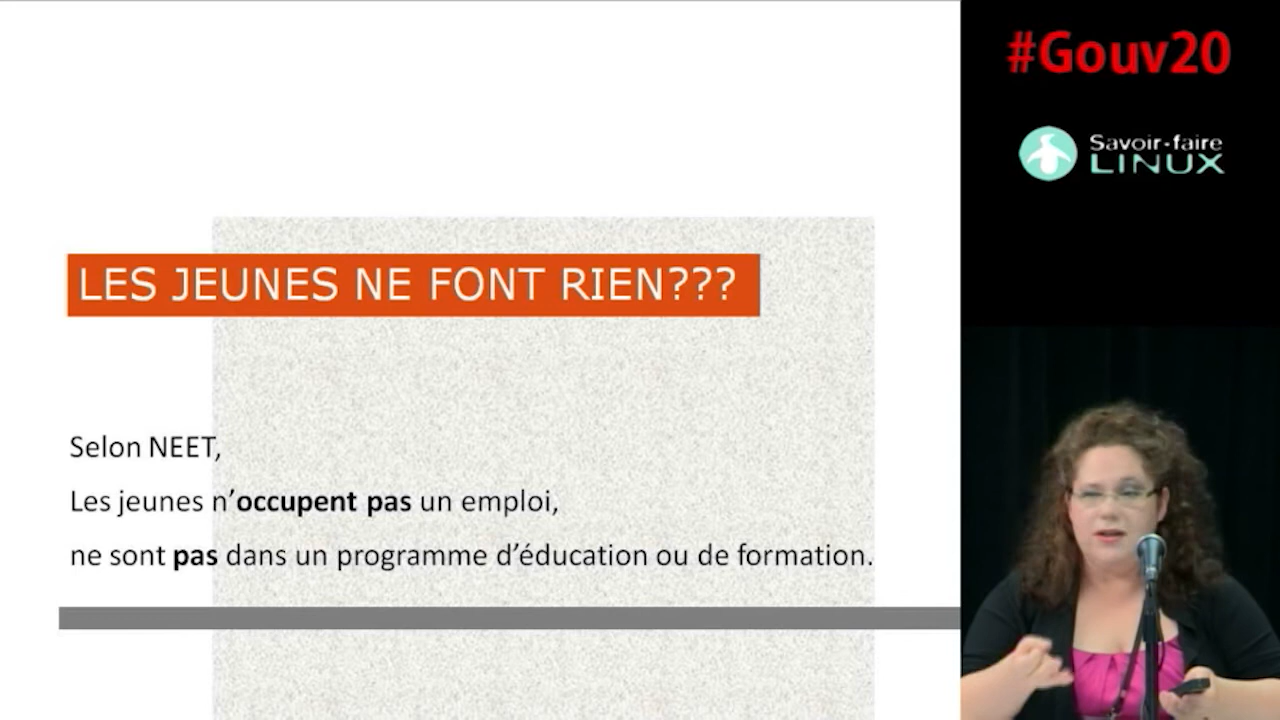 #Gouv20
Savoir-faire
LINUX
LES JEUNES NE FONT RIEN???
Selon NEET,
Les jeunes n’occupent pas un emploi,
ne sont pas dans un programme d’éducation ou de formation.